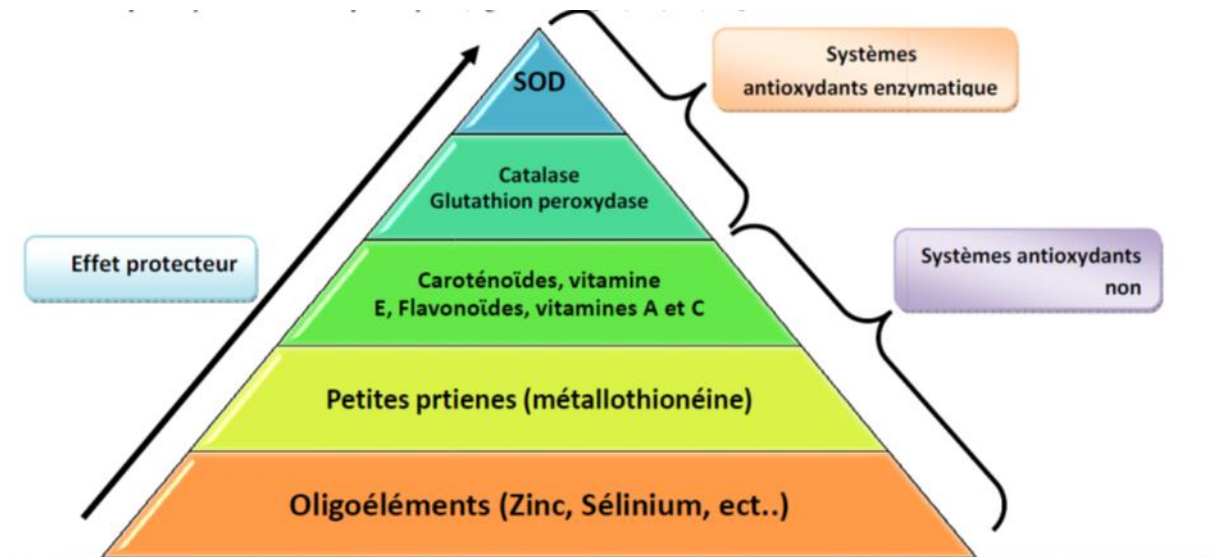 SOD
Systèmes
antioxydants enzymatique
Catalase
Glutathion peroxydase
Effet protecteur
Systèmes antioxydants
non
Caroténoïdes, vitamine
E, Flavonoïdes, vitamines A et C
Petites prtienes (métallothionéine)
Oligoéléments (Zinc, Sélinium, ect..)